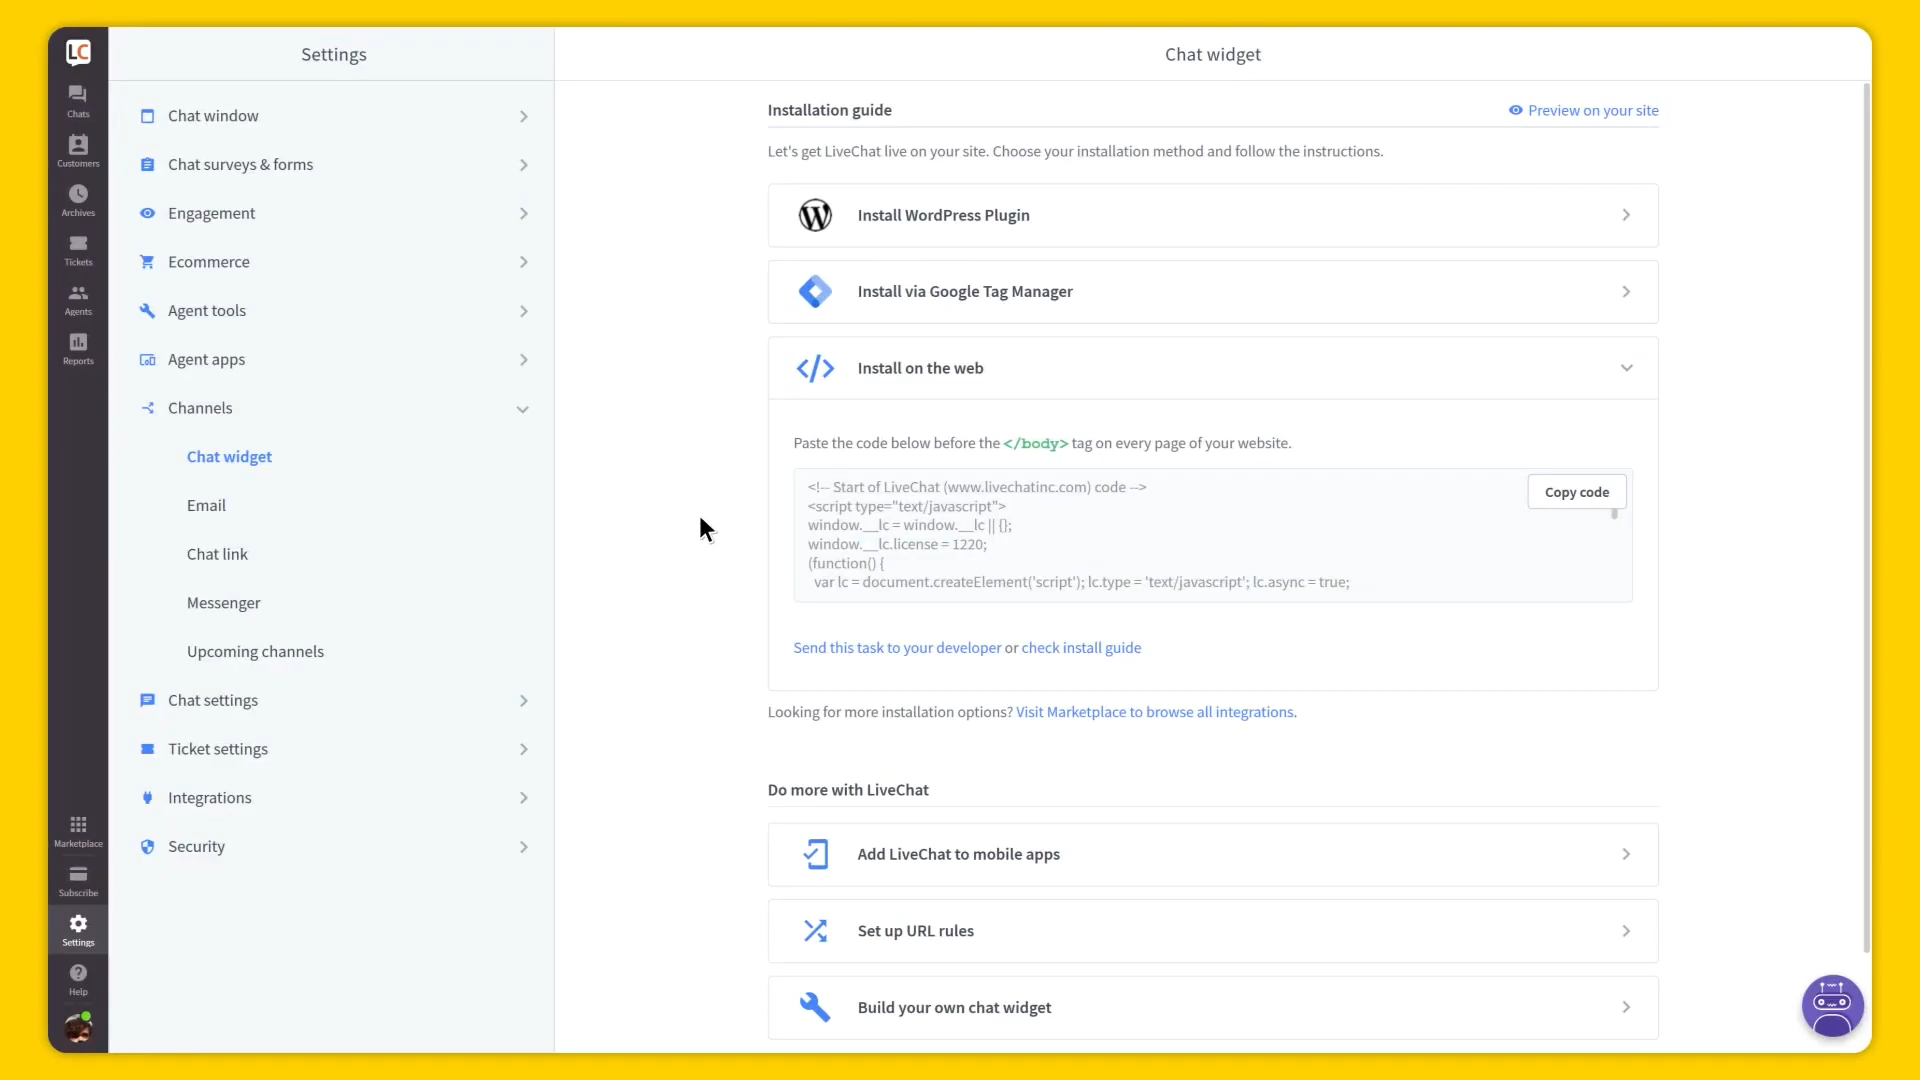 LC
Chats
Customers
Archives
Tickets
Agents
Reports
Marketplace
Subscribe
Settings
Help
Settings
Chat window
Chat surveys & forms
Engagement
Ecommerce
Agent tools
Agent apps
Channels
Chat widget
Email
Chat link
Messenger
Upcoming channels
Chat settings
Ticket settings
Integrations
Security
Chat widget
Installation guide
Preview on your site
Let's get LiveChat live on your site. Choose your installation method and follow the instructions.
Install WordPress Plugin
Install via Google Tag Manager
Install on the web
Paste the code below before the </body> tag on every page of your website.
<!-- Start of LiveChat (www.livechatinc.com) code -->
<script type="text/javascript">
window.__lc = window.__lc || {};
window.__lc.license = 1220;
(function() {
var lc = document.createElement('script'); lc.type = 'text/javascript'; lc.async = true;
Copy code
Send this task to your developer or check install guide
Looking for more installation options? Visit Marketplace to browse all integrations.
Do more with LiveChat
Add LiveChat to mobile apps
Set up URL rules
Build your own chat widget